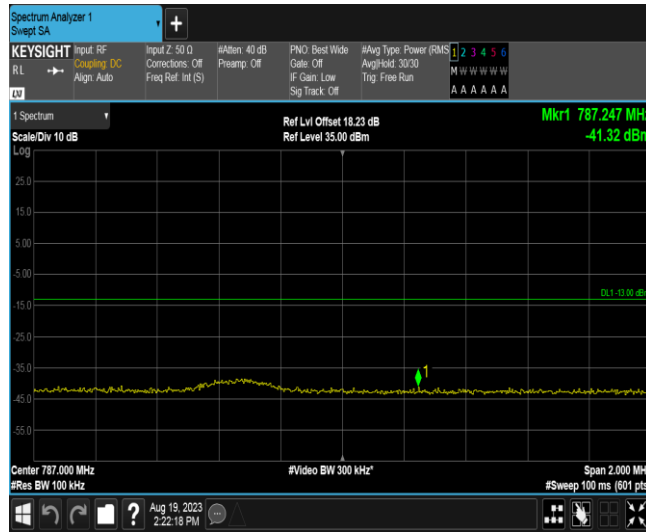 Spectrum Analyzer 1
Swept SA
KEYSIGHT
RL
LXI
Input: RF
Coupling: DC
Align: Auto
Input Z: 50 Ω
Corrections: Off
Freq Ref: Int (S)
#Atten: 40 dB
Preamp: Off
PNO: Best Wide
Gate: Off
IF Gain: Low
Sig Track: Off
#Avg Type: Power (RMS
Avg|Hold: 30/30
Trig: Free Run
1 2 3 4 5 6
M W W W W W
A A A A A A
1 Spectrum
Scale/Div 10 dB
Log
Ref Lvl Offset 18.23 dB
Ref Level 35.00 dBm
Mkr1 787.247 MHz
-41.32 dBm
25.0
15.0
5.00
-5.00
-15.0
-25.0
-35.0
-45.0
-55.0
DL1 -13.00 dBm
1
Center 787.000 MHz
#Video BW 300 kHz*
Span 2.000 MH
#Res BW 100 kHz
#Sweep 100 ms (601 pts
?
Aug 19, 2023
2:22:18 PM